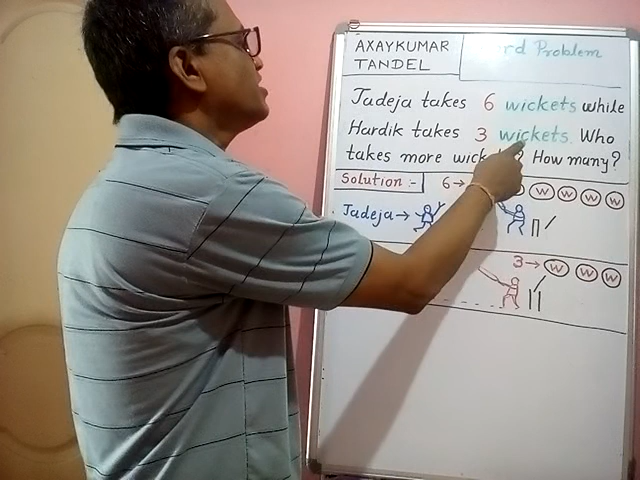 AXAYKUMAR
TANDEL
Problem
Jadeja takes 6 wickets while
Hardik takes 3 wickets. Who
takes more ? How many?
Solution :- 6→ W W W W
Jadeja →
3→ W W W